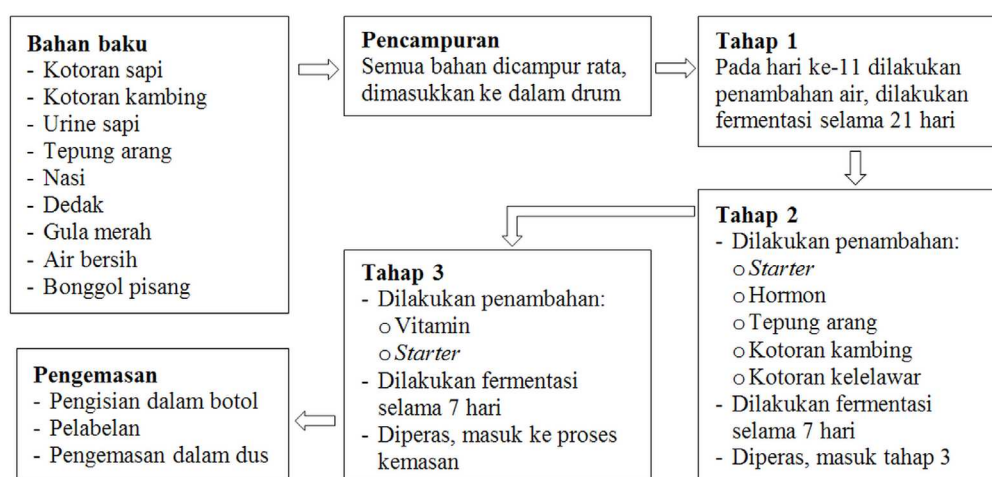 Bahan baku
- Kotoran sapi
- Kotoran kambing
- Urine sapi
- Tepung arang
- Nasi
- Dedak
- Gula merah
- Air bersih
- Bonggol pisang
Pencampuran
Semua bahan dicampur rata,
dimasukkan ke dalam drum
Tahap 1
Pada hari ke-11 dilakukan
penambahan air, dilakukan
fermentasi selama 21 hari
Tahap 2
- Dilakukan penambahan:
o Starter
o Hormon
o Tepung arang
o Kotoran kambing
o Kotoran kelelawar
- Dilakukan fermentasi
selama 7 hari
- Diperas, masuk tahap 3
Tahap 3
- Dilakukan penambahan:
o Vitamin
o Starter
- Dilakukan fermentasi
selama 7 hari
- Diperas, masuk ke proses
kemasan
Pengemasan
- Pengisian dalam botol
- Pelabelan
- Pengemasan dalam dus